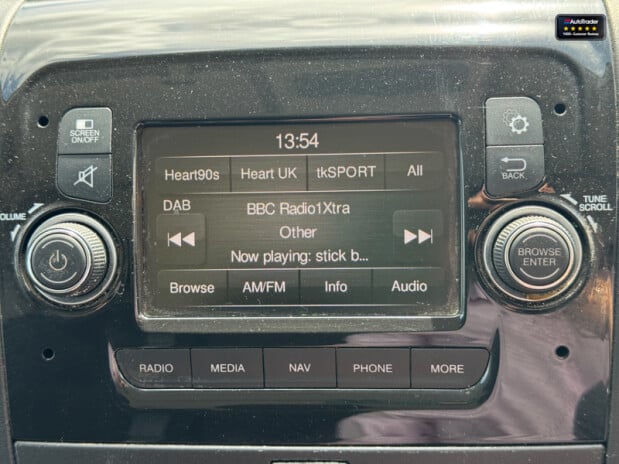 AutoTrader
13:54
SCREEN
ON/OFF
Heart90s Heart UK tkSPORT All
BACK
DAB BBC Radio1Xtra
VOLUME
TUNE
SCROLL
Other
Now playing: stick b...
BROWSE
ENTER
Browse AM/FM Info Audio
RADIO MEDIA NAV PHONE MORE